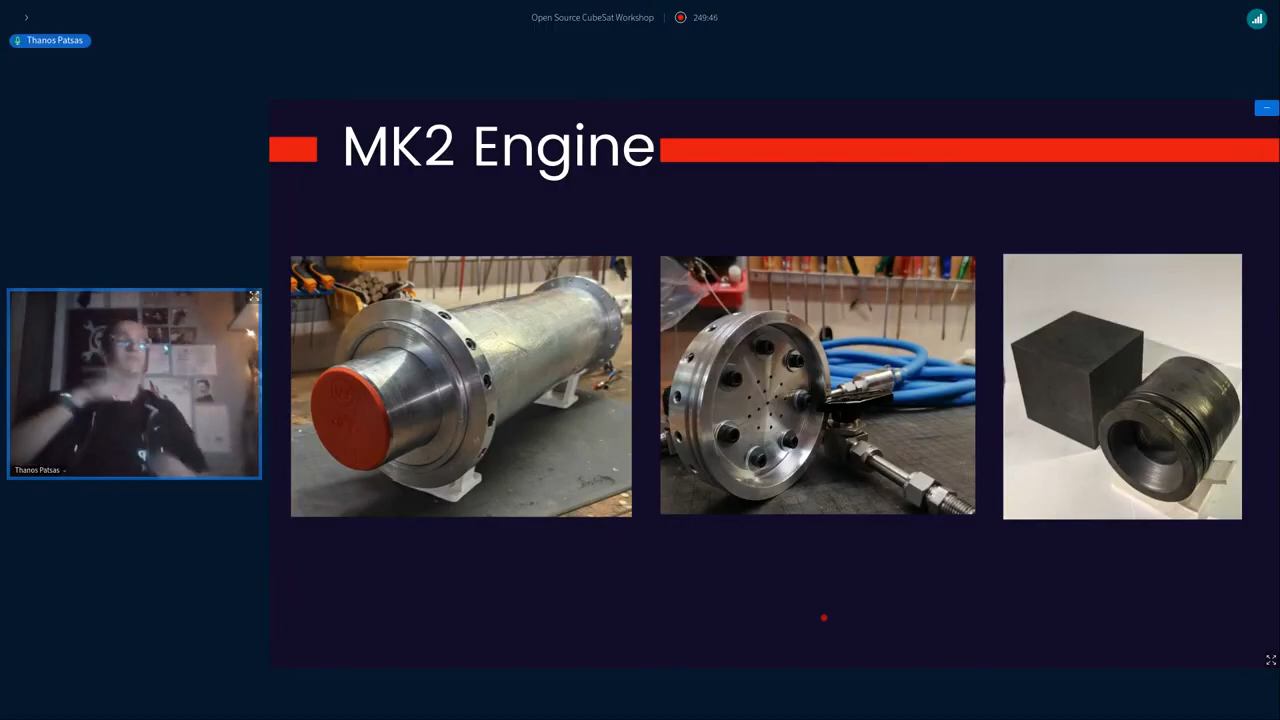 Open Source CubeSat Workshop
249:46
Thanos Patsas
MK2 Engine
Thanos Patsas